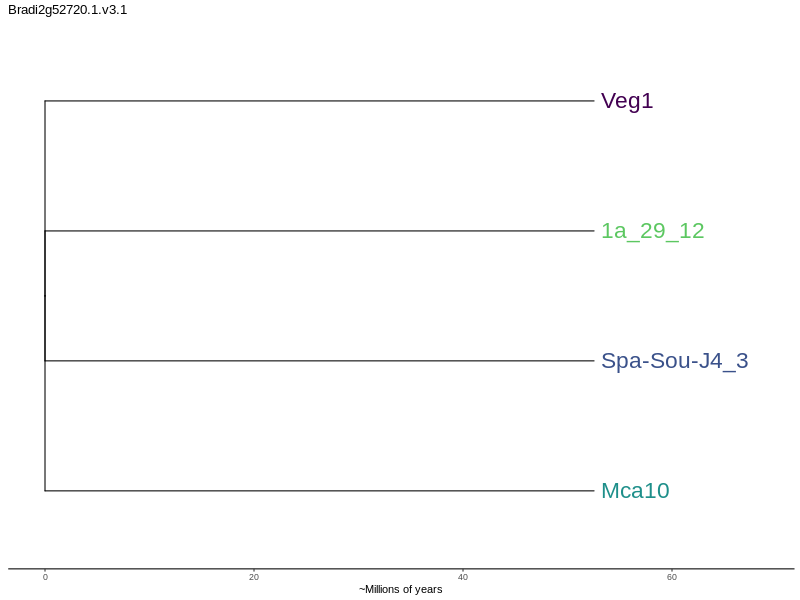 Bradi2g52720.1.v3.1
Veg1
1a_29_12
Spa-Sou-J4_3
Mca10
0 20 40 60
~Millions of years